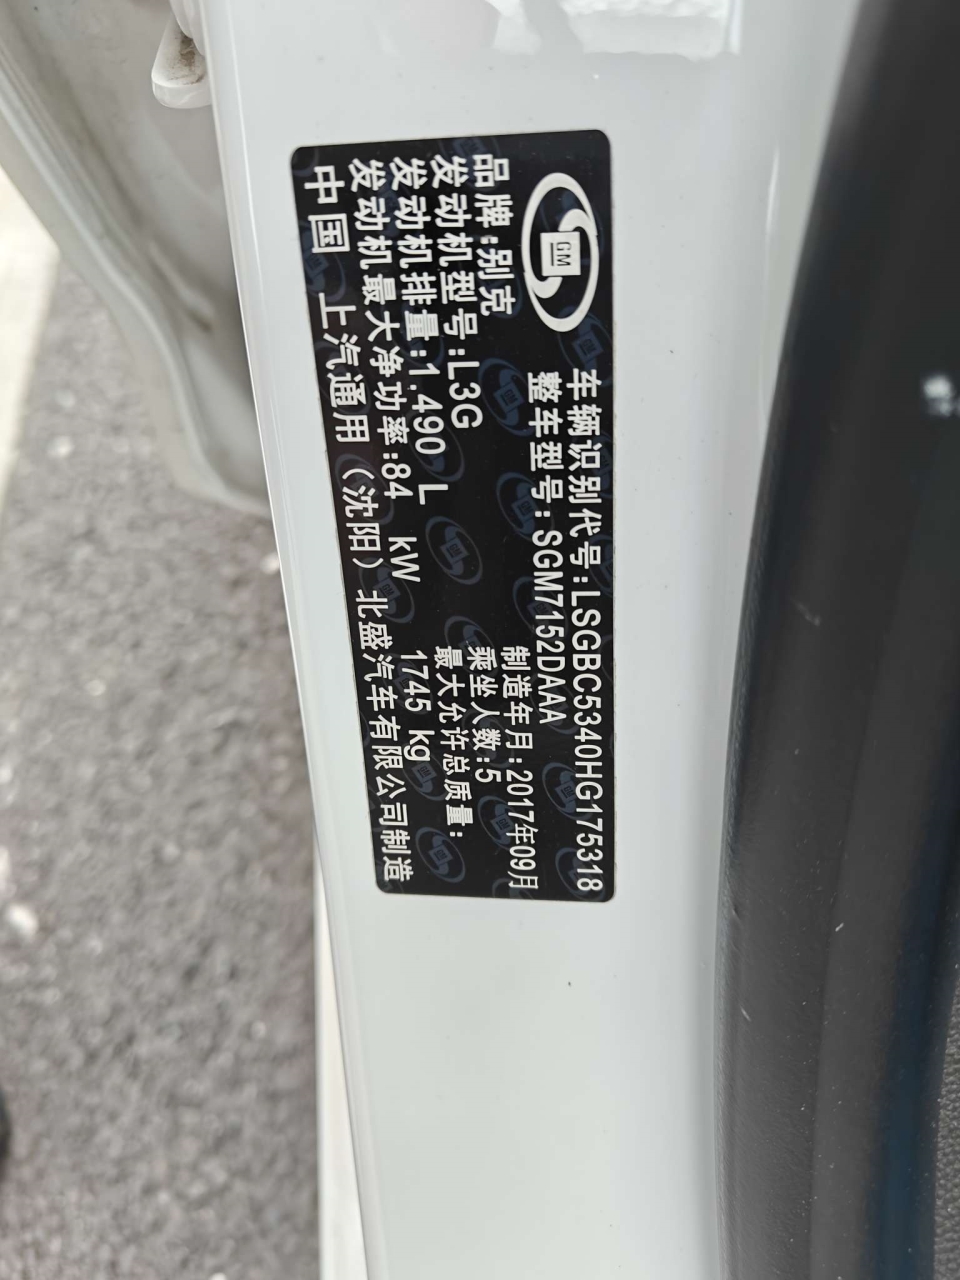 GM
车辆识别代号:LSGBC5340HG175318
整车型号:SGM7152DAAA
品牌:别克 制造年月:2017年09月
发动机型号:L3G 乘坐人数:5
发动机排量:1.490 L 最大允许总质量:
发动机最大净功率:84 kW 1745 kg
中国 上汽通用(沈阳)北盛汽车有限公司制造